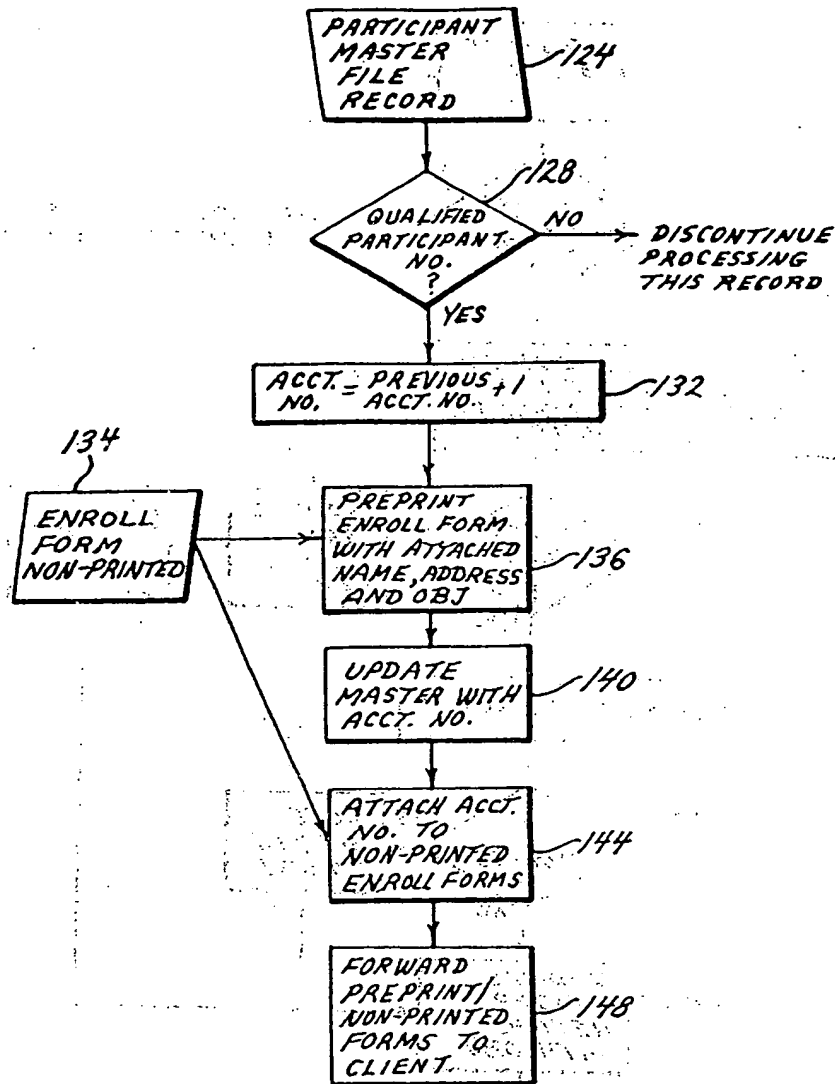 PARTICIPANT
MASTER
FILE
RECORD
124
128
QUALIFIED
PARTICIPANT
NO.
?
NO
DISCONTINUE
PROCESSING
THIS RECORD
YES
ACCT. NO. = PREVIOUS ACCT. NO. +1
132
134
ENROLL
FORM
NON-PRINTED
PREPRINT
ENROLL FORM
WITH ATTACHED
NAME, ADDRESS
AND OBJ
136
UPDATE
MASTER WITH
ACCT. NO.
140
ATTACH ACCT.
NO. TO
NON-PRINTED
ENROLL FORMS
144
FORWARD
PREPRINT/
NON-PRINTED
FORMS TO
CLIENT
148